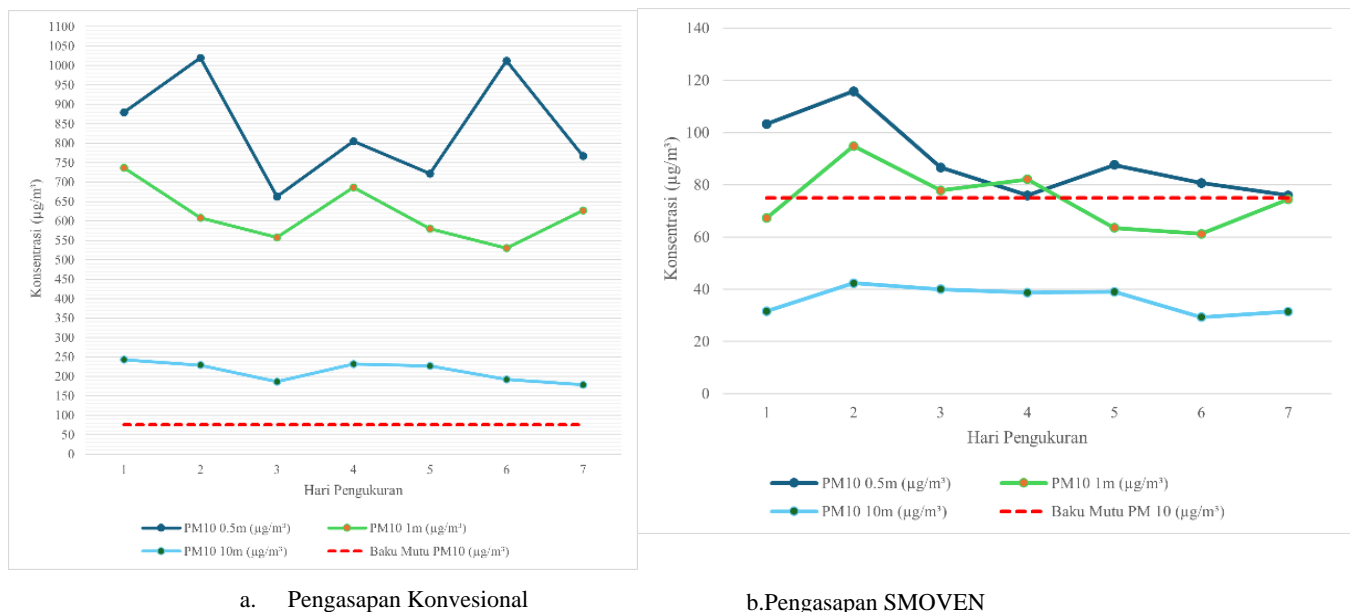 1100
1050
1000
950
900
850
800
750
700
650
600
550
500
450
400
350
300
250
200
150
100
50
0
Konsentrasi (µg/m³)
1 2 3 4 5 6 7
Hari Pengukuran
PM10 0.5m (µg/m³) PM10 1m (µg/m³)
PM10 10m (µg/m³) Baku Mutu PM10 (µg/m³)
a. Pengasapan Konvesional
140
120
100
80
60
40
20
0
Konsentrasi (µg/m³)
1 2 3 4 5 6 7
Hari Pengukuran
PM10 0.5m (µg/m³) PM10 1m (µg/m³)
PM10 10m (µg/m³) Baku Mutu PM 10 (µg/m³)
b.Pengasapan SMOVEN